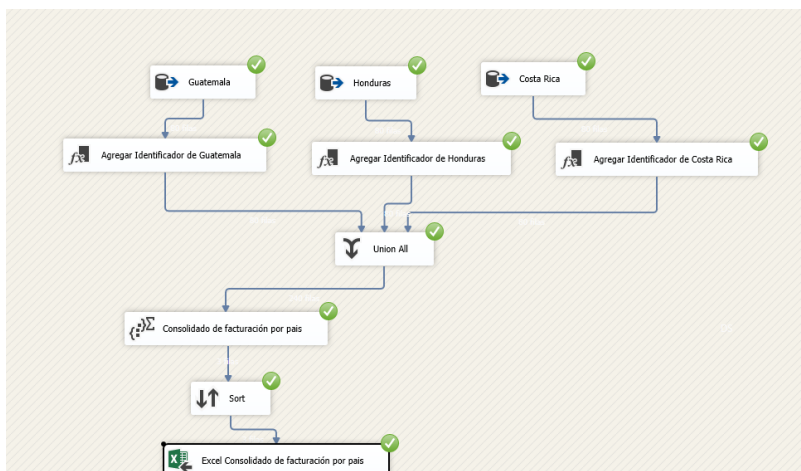 Guatemala
Honduras
Costa Rica
Agregar Identificador de Guatemala
Agregar Identificador de Honduras
Agregar Identificador de Costa Rica
Union All
Consolidado de facturación por pais
Sort
Excel Consolidado de facturación por pais